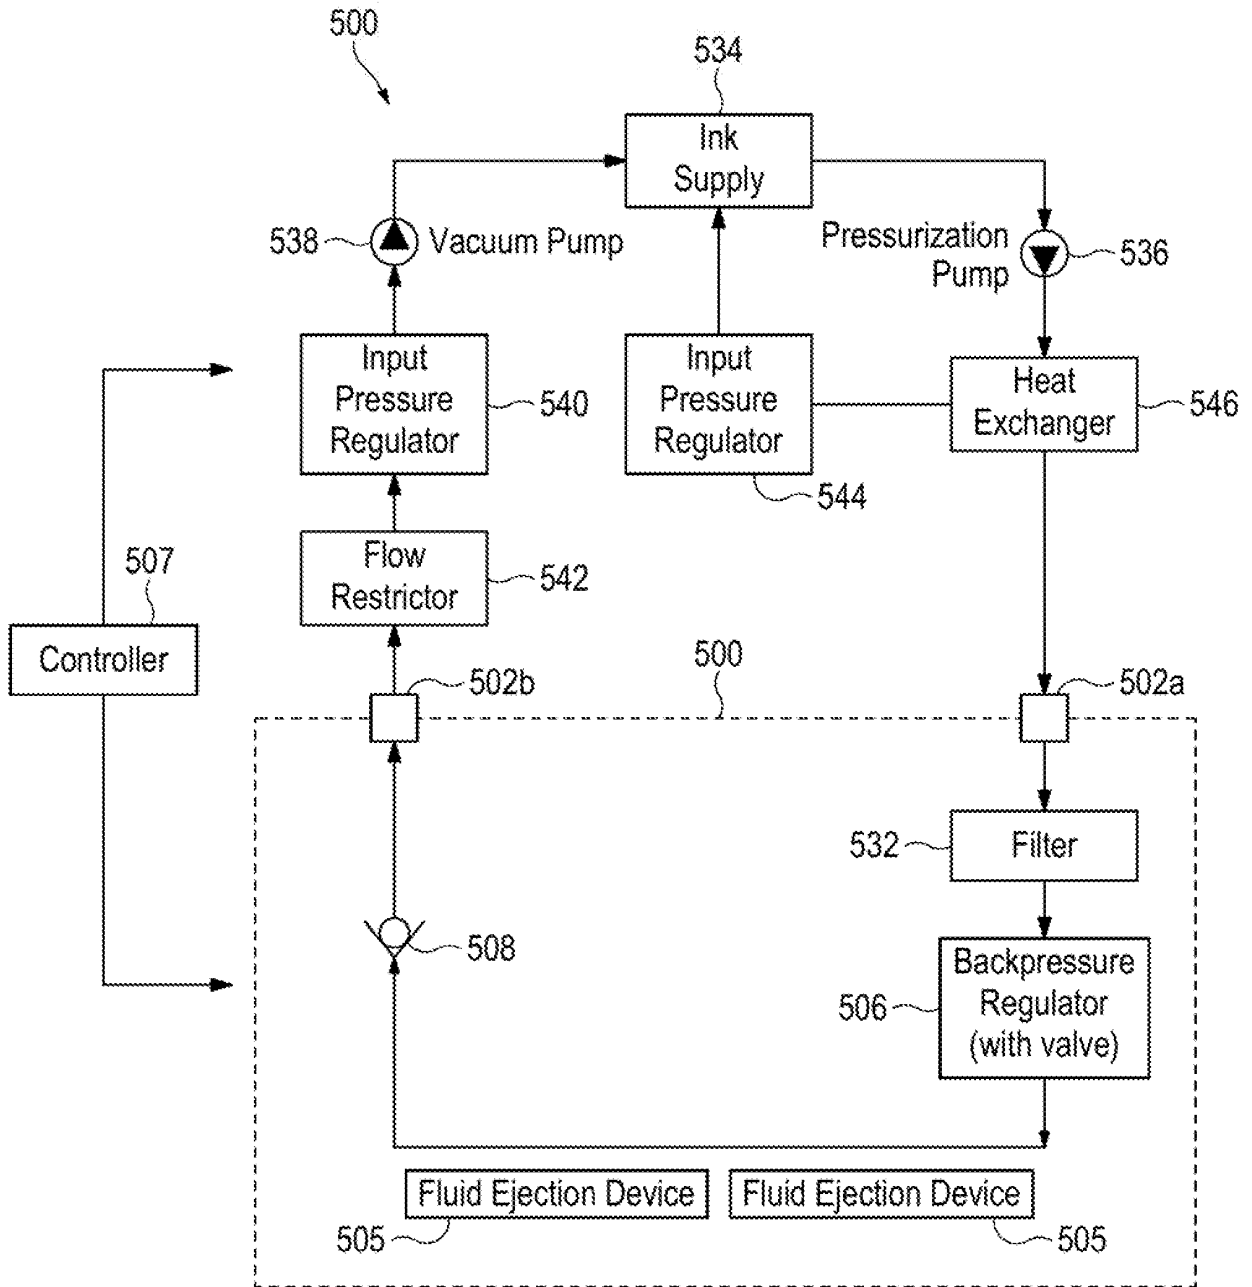 500
534
Ink
Supply
538
Vacuum Pump
Pressurization
Pump
536
Input
Pressure
Regulator
540
Input
Pressure
Regulator
544
Heat
Exchanger
546
Flow
Restrictor
542
507
Controller
502b
500
502a
532
Filter
508
506
Backpressure
Regulator
(with valve)
Fluid Ejection Device
Fluid Ejection Device
505
505